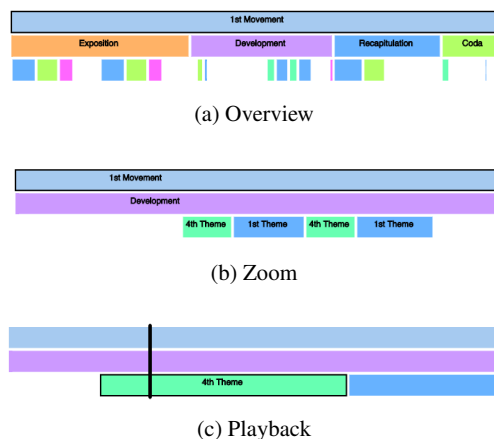 1st Movement
Exposition Development Recapitulation Coda
(a) Overview
1st Movement
Development
4th Theme 1st Theme 4th Theme 1st Theme
(b) Zoom
4th Theme
(c) Playback